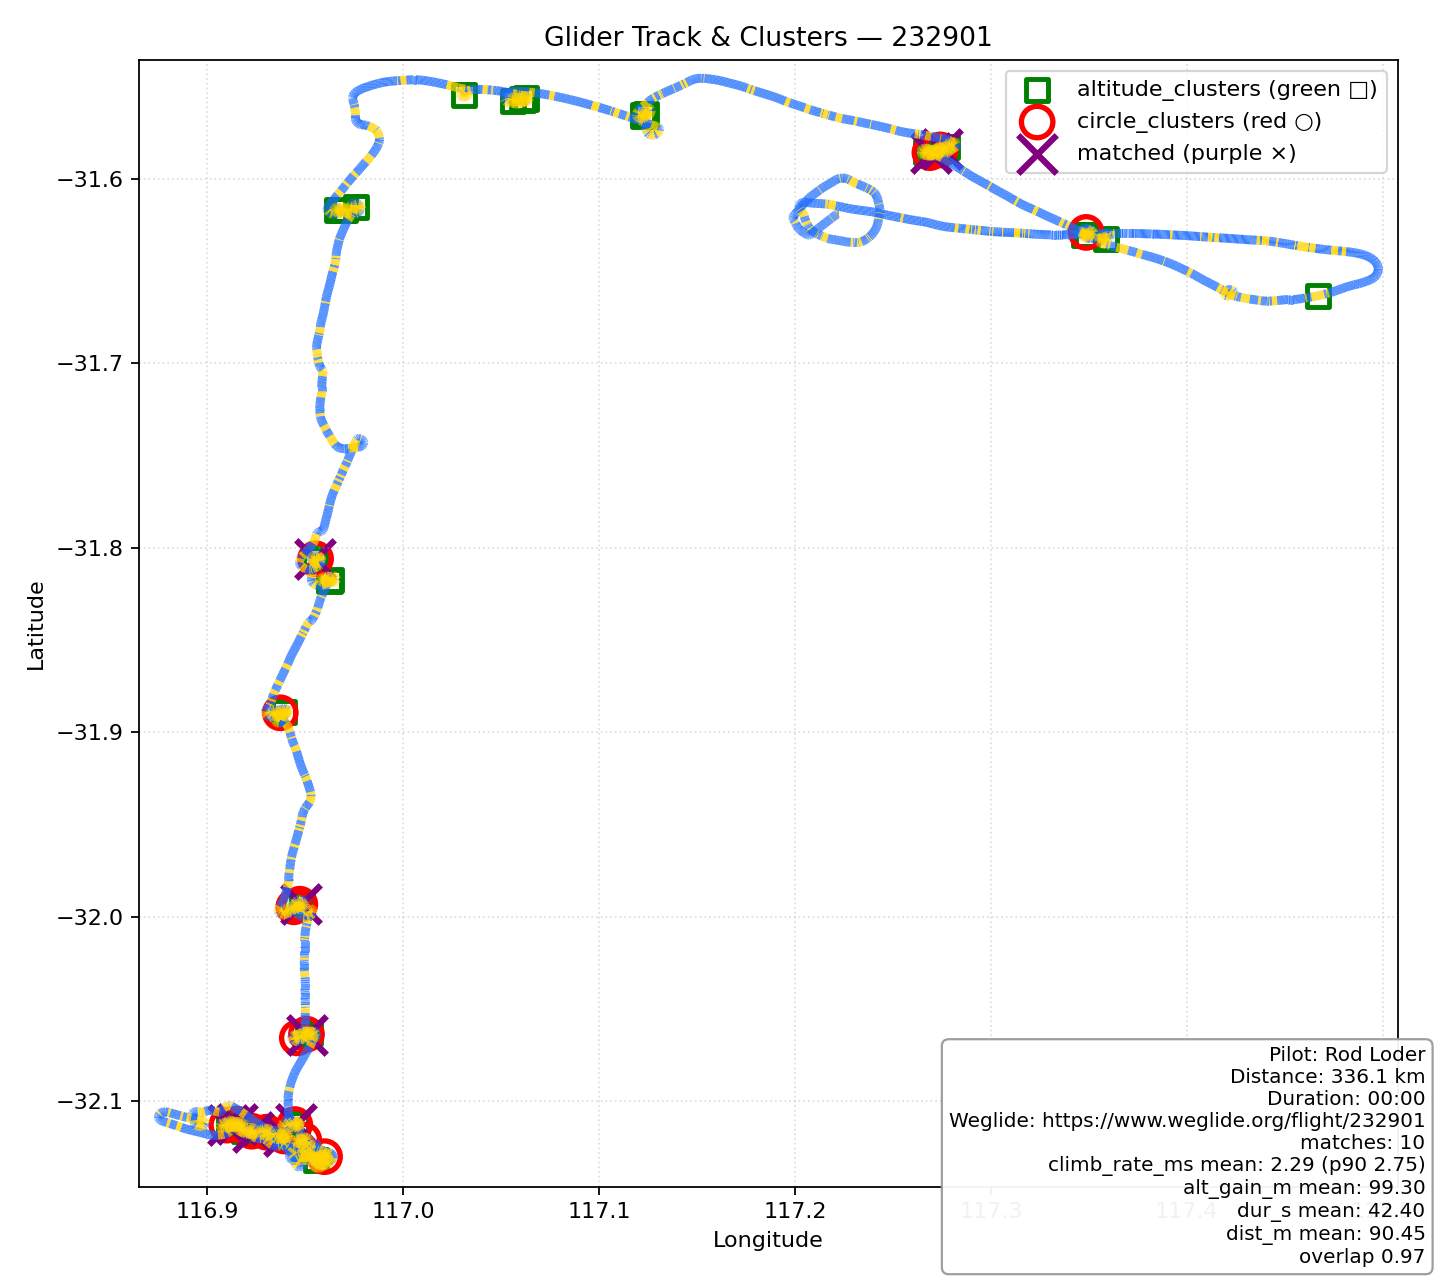 Glider Track & Clusters — 232901
altitude_clusters (green □)
circle_clusters (red ○)
matched (purple ×)
−31.6
−31.7
−31.8
−31.9
−32.0
−32.1
Latitude
116.9
117.0
117.1
117.2
117.3
117.4
Longitude
Pilot: Rod Loder
Distance: 336.1 km
Duration: 00:00
Weglide: https://www.weglide.org/flight/232901
matches: 10
climb_rate_ms mean: 2.29 (p90 2.75)
alt_gain_m mean: 99.30
dur_s mean: 42.40
dist_m mean: 90.45
overlap 0.97